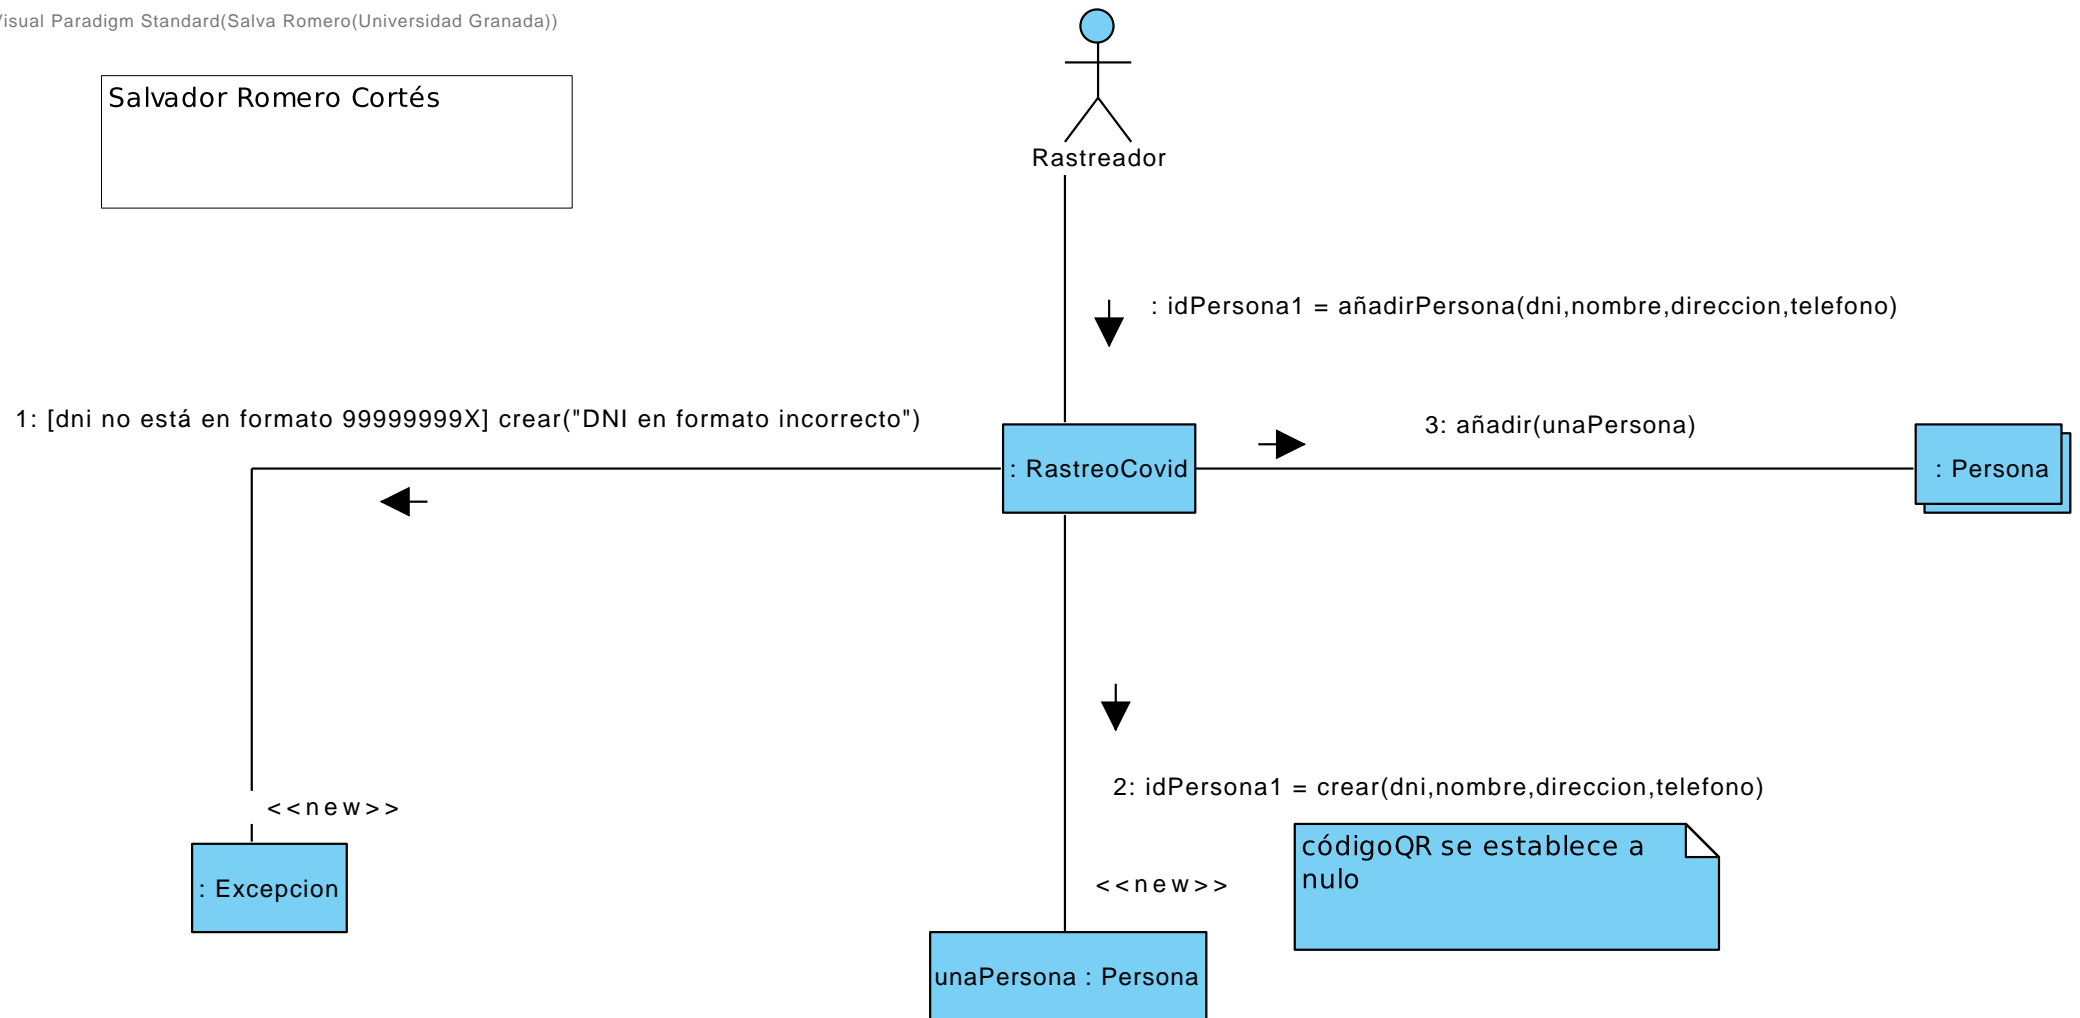 Visual Paradigm Standard(Salva Romero(Universidad Granada))
Salvador Romero Cortés
Rastreador
: idPersona1 = añadirPersona(dni,nombre,direccion,telefono)
1: [dni no está en formato 99999999X] crear("DNI en formato incorrecto")
3: añadir(unaPersona)
: RastreoCovid
: Persona
2: idPersona1 = crear(dni,nombre,direccion,telefono)
<<new>>
códigoQR se establece a
nulo
: Excepcion
<<new>>
unaPersona : Persona